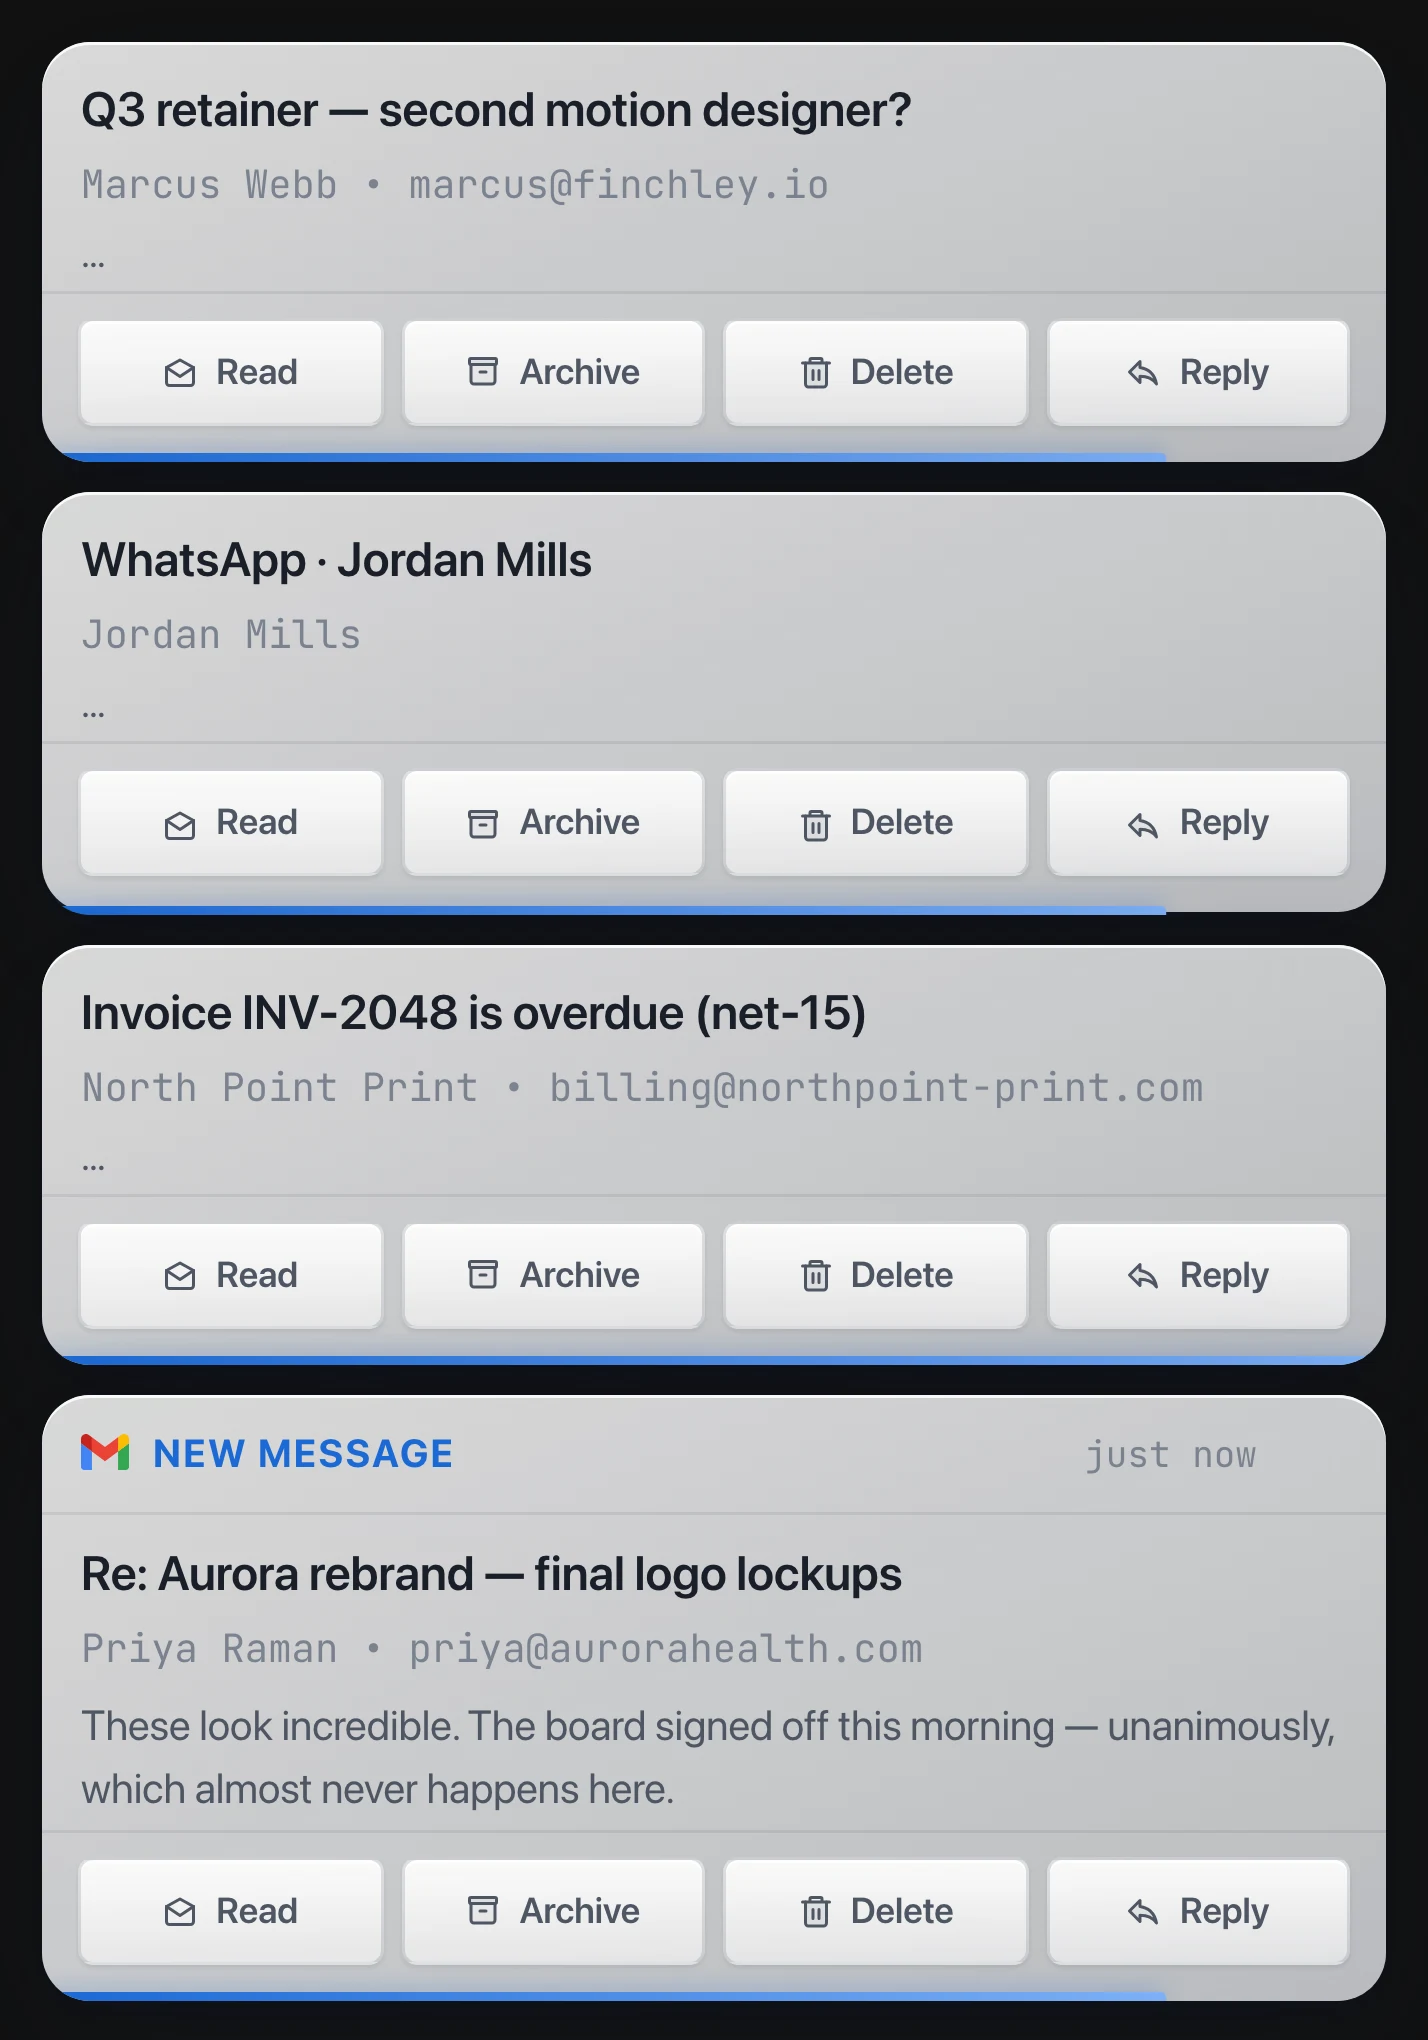 Q3 retainer — second motion designer?
Marcus Webb • marcus@finchley.io
…
Read Archive Delete Reply
WhatsApp · Jordan Mills
Jordan Mills
…
Read Archive Delete Reply
Invoice INV-2048 is overdue (net-15)
North Point Print • billing@northpoint-print.com
…
Read Archive Delete Reply
NEW MESSAGE just now
Re: Aurora rebrand — final logo lockups
Priya Raman • priya@aurorahealth.com
These look incredible. The board signed off this morning — unanimously,
which almost never happens here.
Read Archive Delete Reply